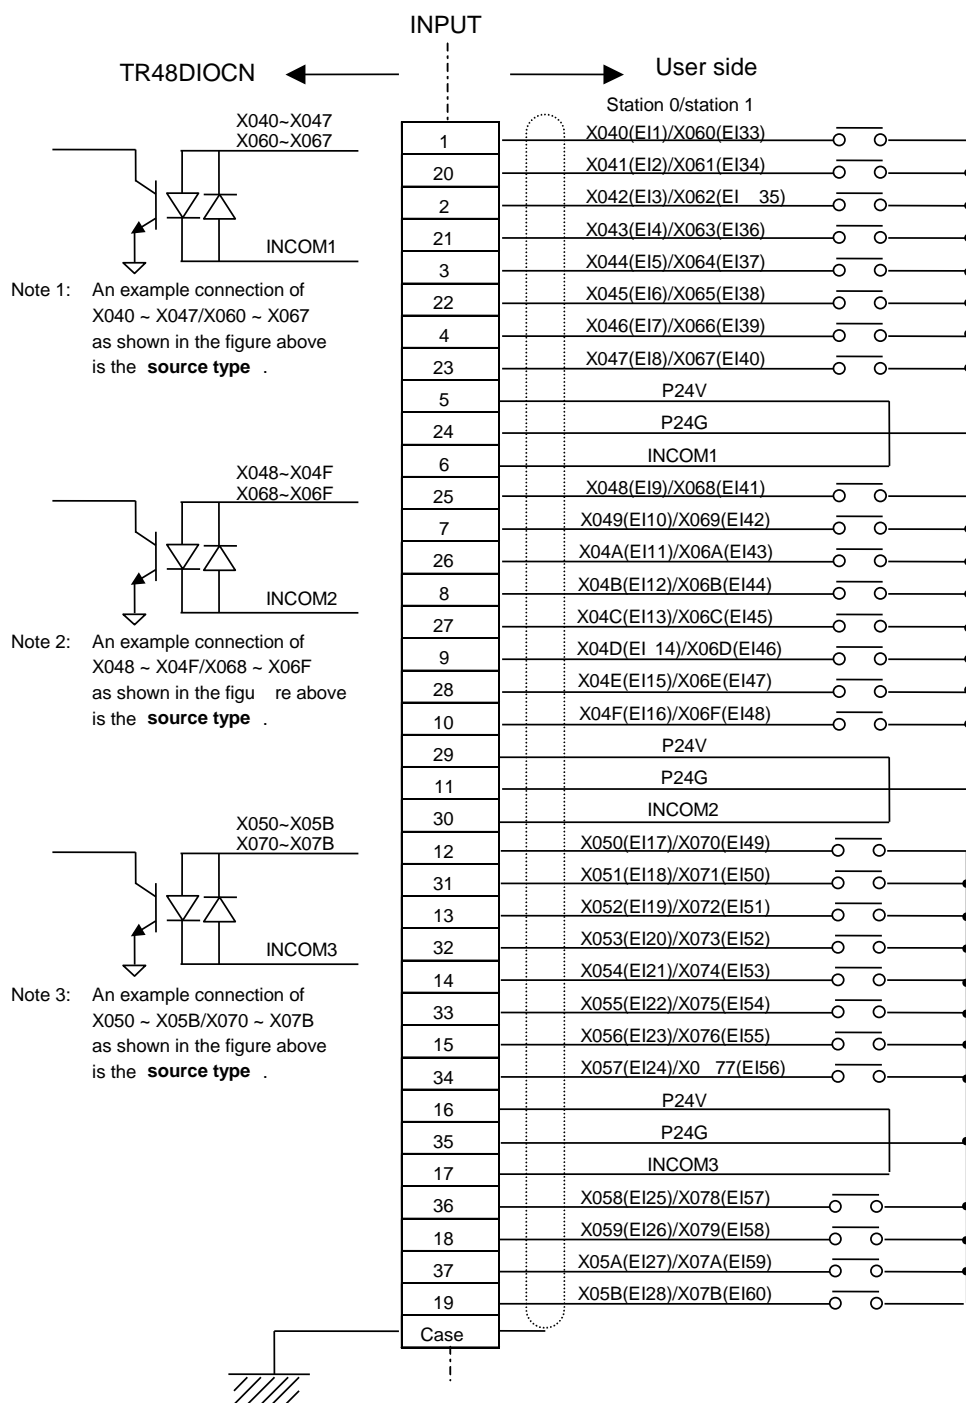 INPUT
TR48DIOCN
User side
Station 0/station 1
X040~X047
X060~X067
INCOM1
Note 1: An example connection of
X040 ~ X047/X060 ~ X067
as shown in the figure above
is the source type .
X048~X04F
X068~X06F
INCOM2
Note 2: An example connection of
X048 ~ X04F/X068 ~ X06F
as shown in the figu re above
is the source type .
X050~X05B
X070~X07B
INCOM3
Note 3: An example connection of
X050 ~ X05B/X070 ~ X07B
as shown in the figure above
is the source type .
1 X040(EI1)/X060(EI33)
20 X041(EI2)/X061(EI34)
2 X042(EI3)/X062(EI 35)
21 X043(EI4)/X063(EI36)
3 X044(EI5)/X064(EI37)
22 X045(EI6)/X065(EI38)
4 X046(EI7)/X066(EI39)
23 X047(EI8)/X067(EI40)
5 P24V
24 P24G
6 INCOM1
25 X048(EI9)/X068(EI41)
7 X049(EI10)/X069(EI42)
26 X04A(EI11)/X06A(EI43)
8 X04B(EI12)/X06B(EI44)
27 X04C(EI13)/X06C(EI45)
9 X04D(EI 14)/X06D(EI46)
28 X04E(EI15)/X06E(EI47)
10 X04F(EI16)/X06F(EI48)
29 P24V
11 P24G
30 INCOM2
12 X050(EI17)/X070(EI49)
31 X051(EI18)/X071(EI50)
13 X052(EI19)/X072(EI51)
32 X053(EI20)/X073(EI52)
14 X054(EI21)/X074(EI53)
33 X055(EI22)/X075(EI54)
15 X056(EI23)/X076(EI55)
34 X057(EI24)/X0 77(EI56)
16 P24V
35 P24G
17 INCOM3
36 X058(EI25)/X078(EI57)
18 X059(EI26)/X079(EI58)
37 X05A(EI27)/X07A(EI59)
19 X05B(EI28)/X07B(EI60)
Case